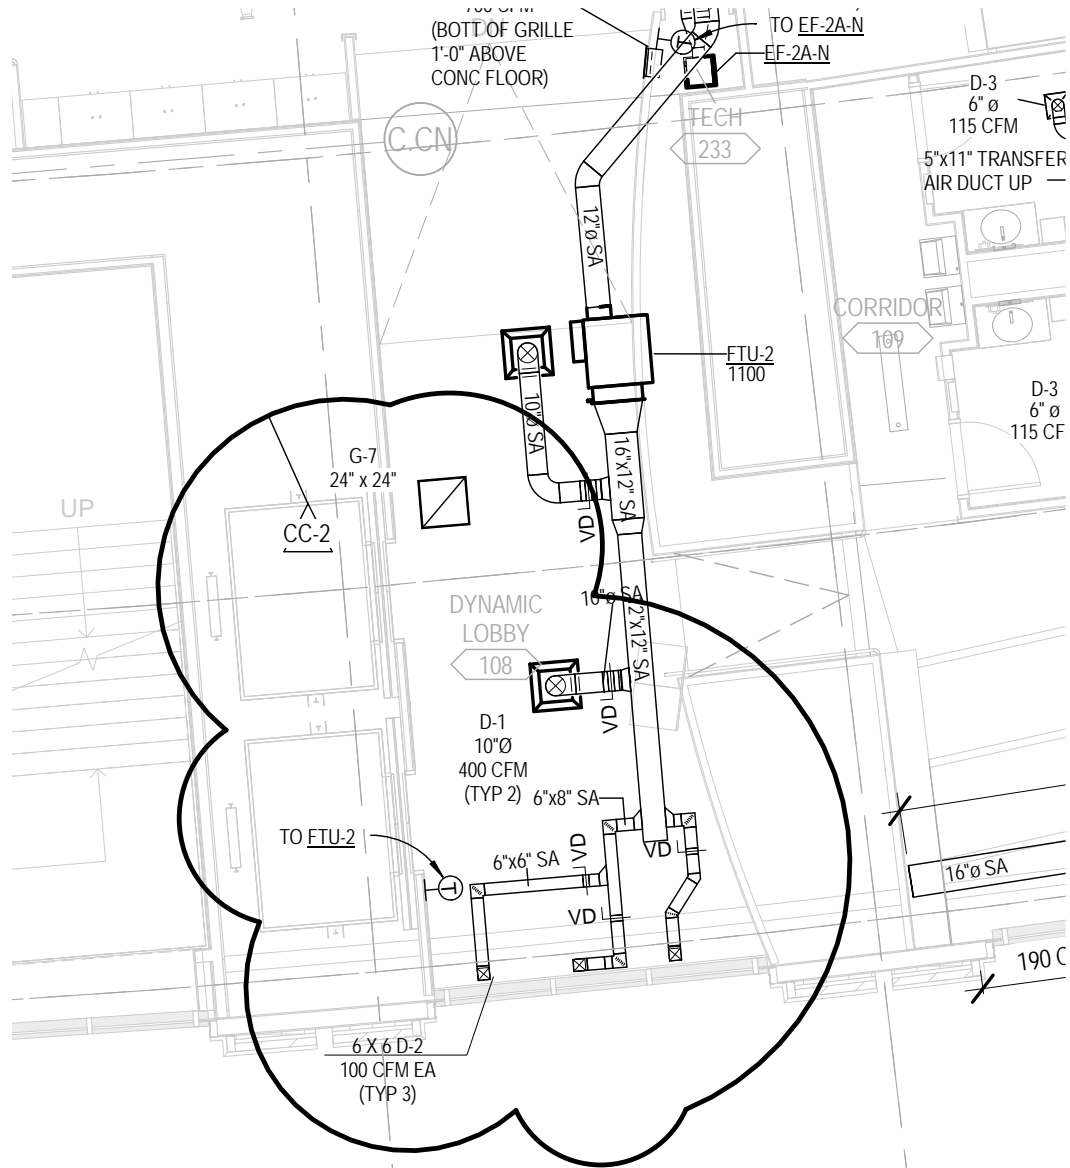 (BOTT OF GRILLE
1'-0" ABOVE
CONC FLOOR)
TO EF-2A-N
EF-2A-N
D-3
6" ø
115 CFM
5"x11" TRANSFER
AIR DUCT UP
TECH
233
C.CN
12"ø SA
CORRIDOR
109
FTU-2
1100
D-3
6" ø
115 CF
10"ø SA
16"x12" SA
G-7
24" x 24"
CC-2
VD
UP
DYNAMIC
LOBBY
108
10"ø SA
2"x12" SA
VD
D-1
10"Ø
400 CFM
(TYP 2)
6"x8" SA
TO FTU-2
6"x6" SA
VD
VD
VD
16"ø SA
190 C
6 X 6 D-2
100 CFM EA
(TYP 3)